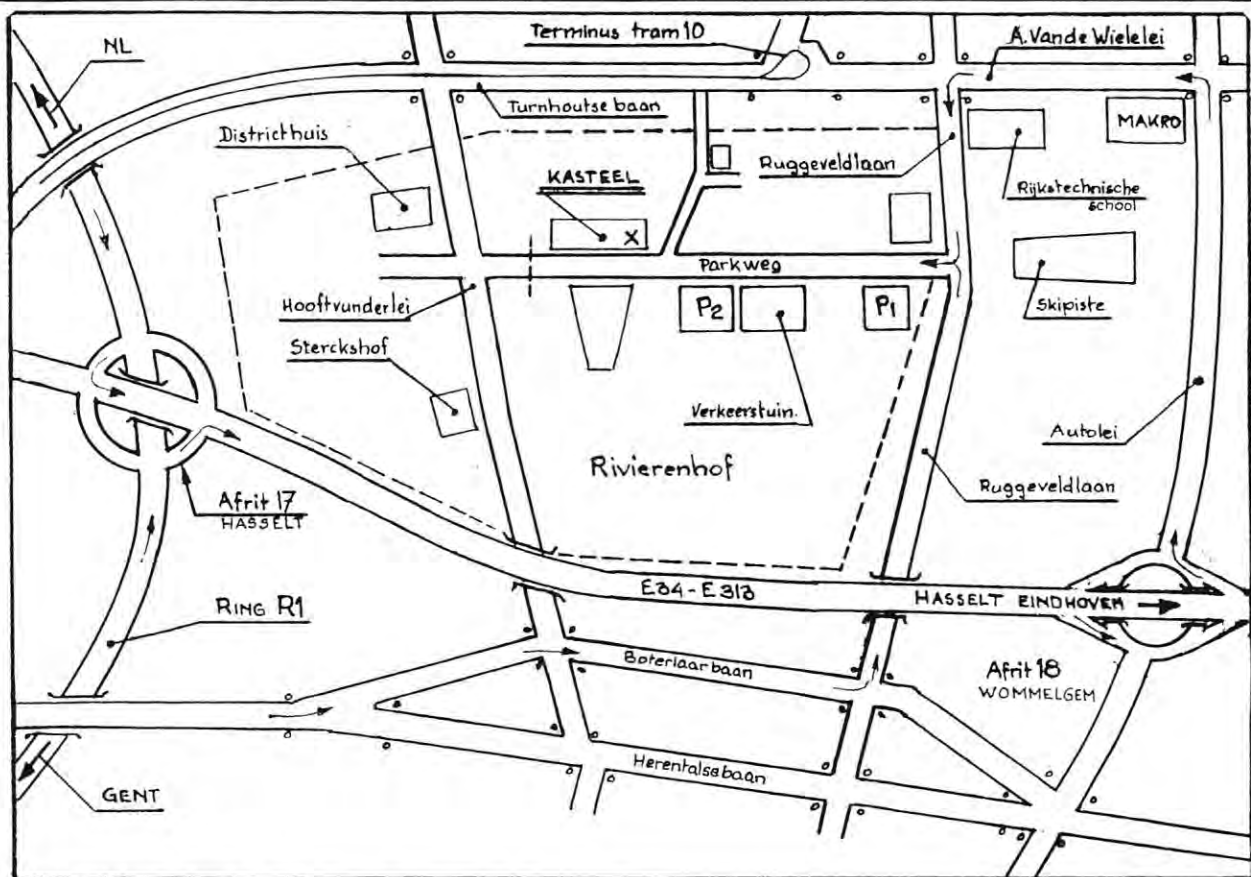 NL
Terminus tram 10
A. Van de Wielelei
Turnhoutse baan
MAKRO
Districthuis
KASTEEL
X
Ruggeveldlaan
Rijkstechnische
school
Parkweg
Hooftvunderlei
P2
P1
Skipiste
Sterckshof
Verkeerstuin.
Autolei
Rivierenhof
Afrit 17
HASSELT
Ruggeveldlaan
E34 - E313
HASSELT EINDHOVEN
RING R1
Boterlaarbaan
Afrit 18
WOMMELGEM
Herentalsebaan
GENT